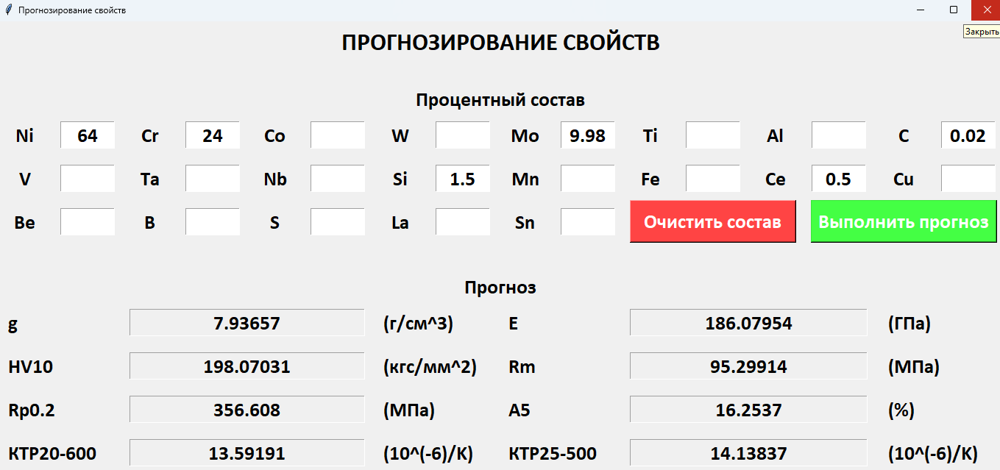 Прогнозирование свойств
Закрыть
ПРОГНОЗИРОВАНИЕ СВОЙСТВ
Процентный состав
Ni 64 Cr 24 Co W Mo 9.98 Ti Al C 0.02
V Ta Nb Si 1.5 Mn Fe Ce 0.5 Cu
Be B S La Sn Очистить состав Выполнить прогноз
Прогноз
g 7.93657 (г/см^3) E 186.07954 (ГПа)
HV10 198.07031 (кгс/мм^2) Rm 95.29914 (МПа)
Rp0.2 356.608 (МПа) A5 16.2537 (%)
КТР20-600 13.59191 (10^(-6)/K) КТР25-500 14.13837 (10^(-6)/K)